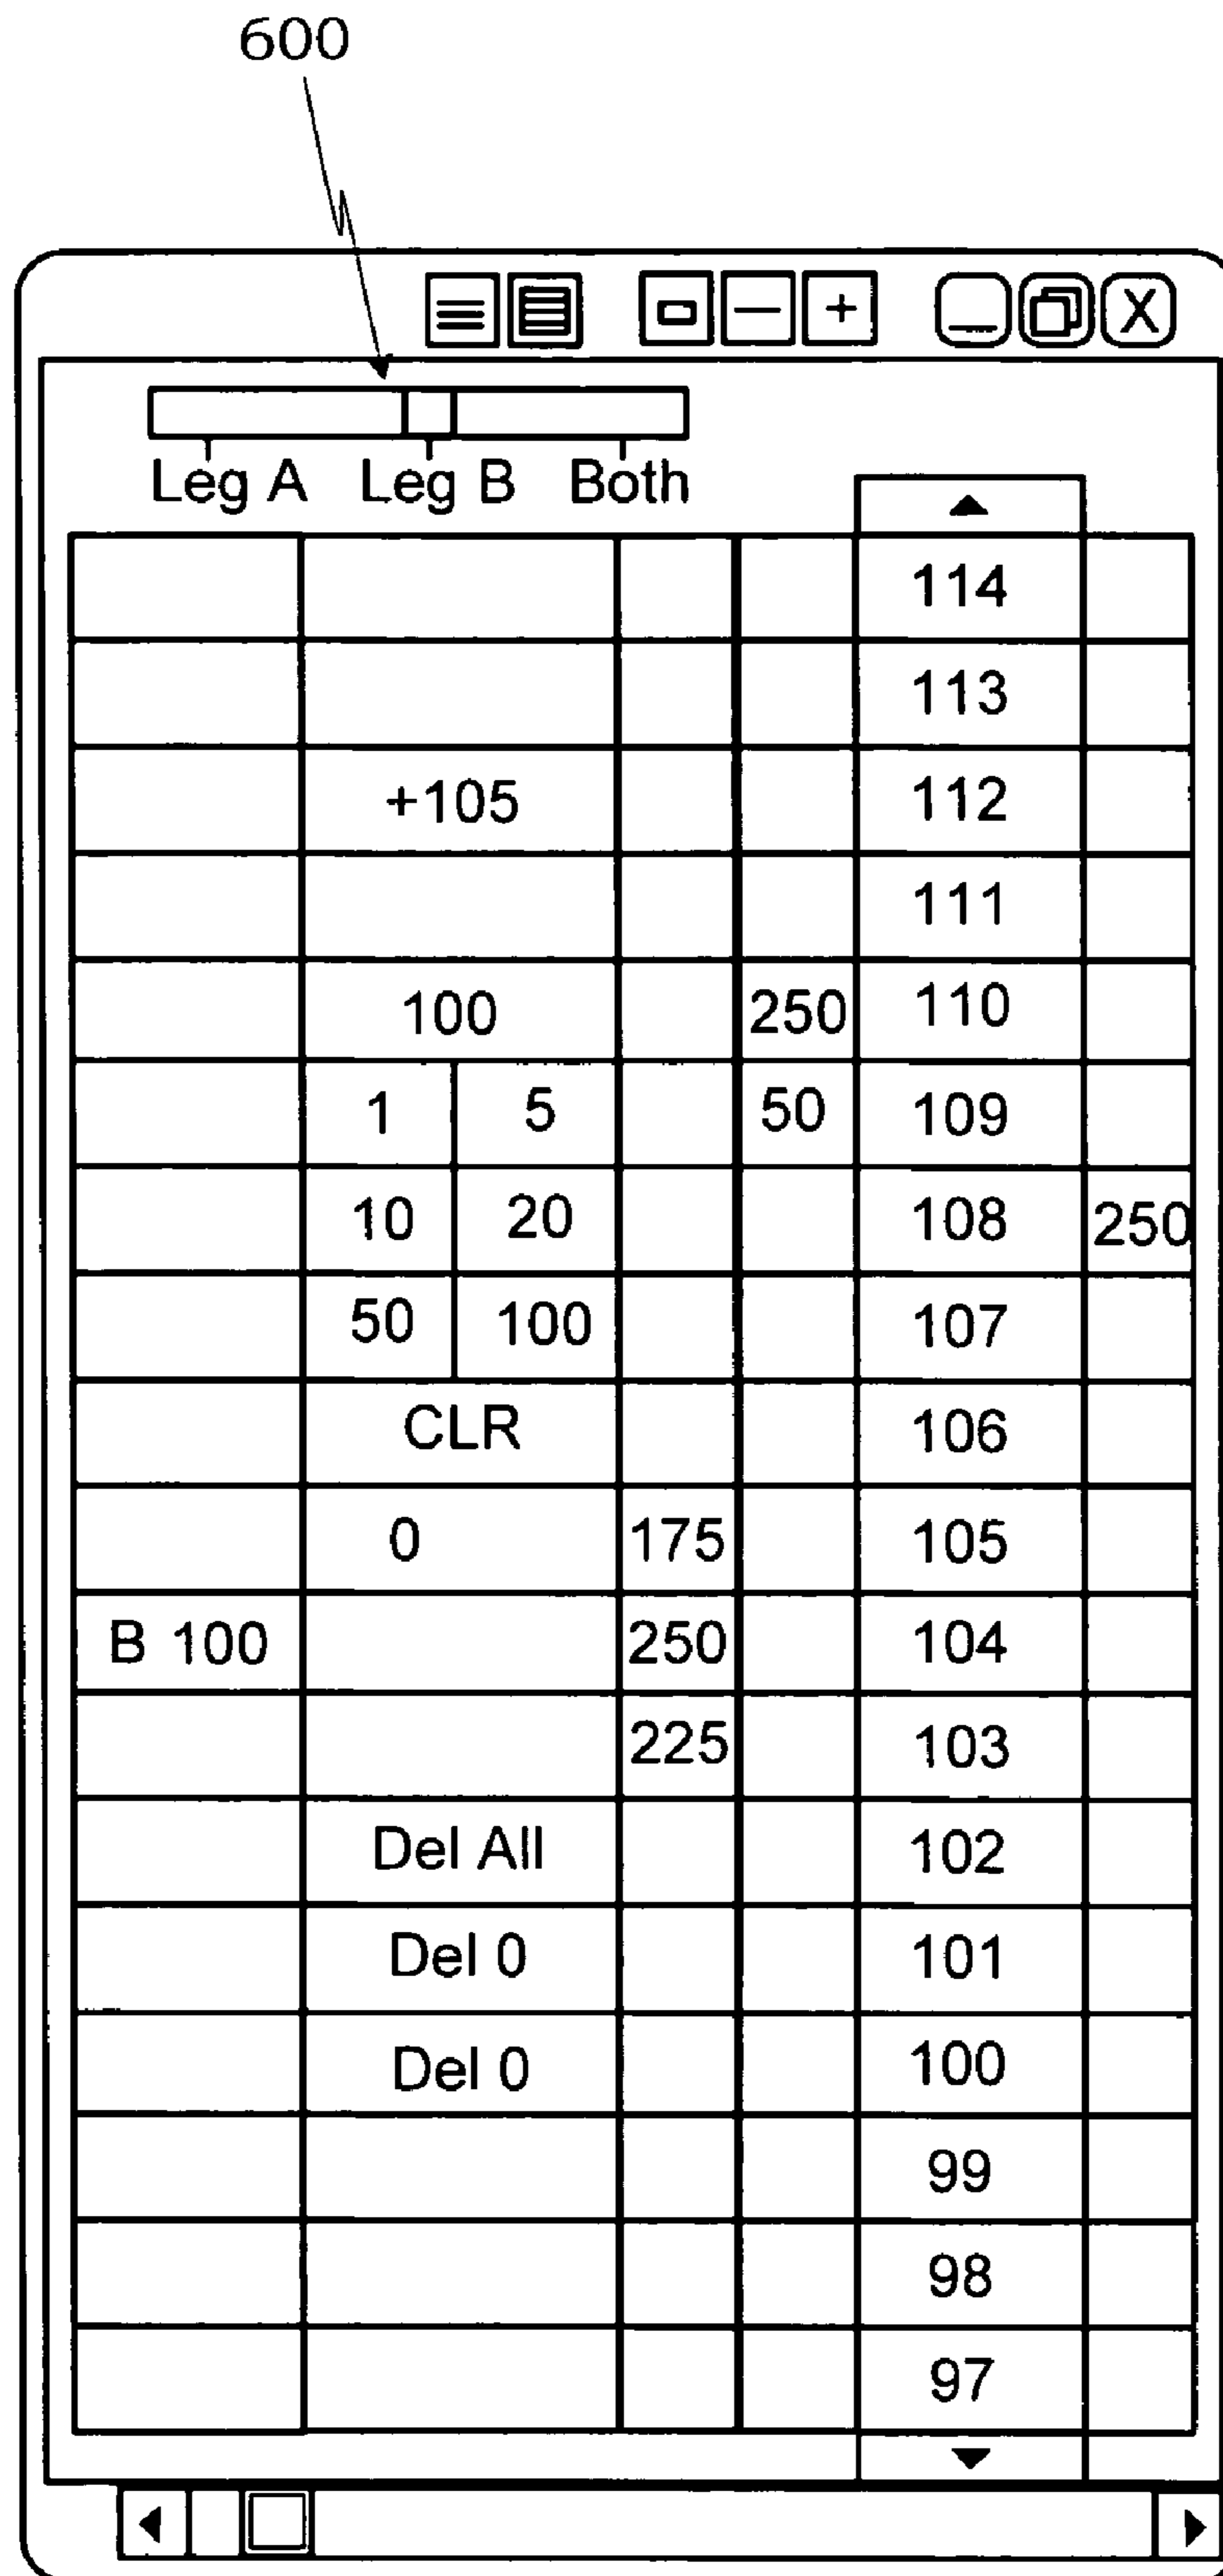 600
X
Leg A Leg B Both
114
113
+105 112
111
100 250 110
1 5 50 109
10 20 108 250
50 100 107
CLR 106
0 175 105
B 100 250 104
225 103
Del All 102
Del 0 101
Del 0 100
99
98
97